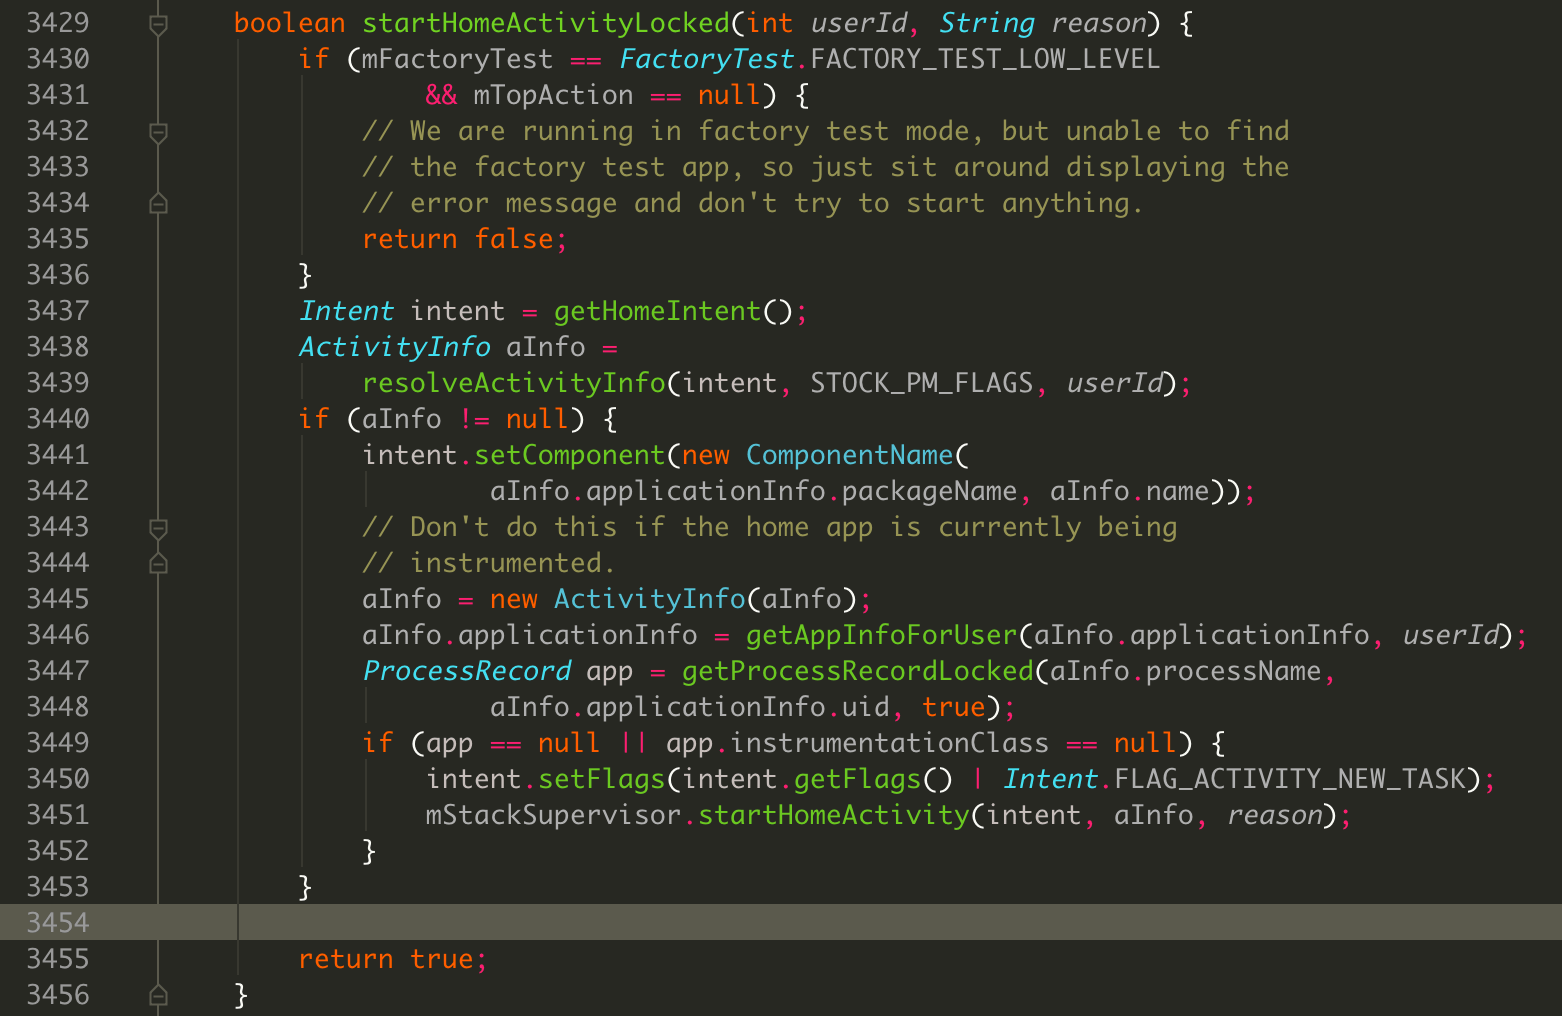 3429 boolean startHomeActivityLocked(int userId, String reason) {
3430 if (mFactoryTest == FactoryTest.FACTORY_TEST_LOW_LEVEL
3431 && mTopAction == null) {
3432 // We are running in factory test mode, but unable to find
3433 // the factory test app, so just sit around displaying the
3434 // error message and don't try to start anything.
3435 return false;
3436 }
3437 Intent intent = getHomeIntent();
3438 ActivityInfo aInfo =
3439 resolveActivityInfo(intent, STOCK_PM_FLAGS, userId);
3440 if (aInfo != null) {
3441 intent.setComponent(new ComponentName(
3442 aInfo.applicationInfo.packageName, aInfo.name));
3443 // Don't do this if the home app is currently being
3444 // instrumented.
3445 aInfo = new ActivityInfo(aInfo);
3446 aInfo.applicationInfo = getAppInfoForUser(aInfo.applicationInfo, userId);
3447 ProcessRecord app = getProcessRecordLocked(aInfo.processName,
3448 aInfo.applicationInfo.uid, true);
3449 if (app == null || app.instrumentationClass == null) {
3450 intent.setFlags(intent.getFlags() | Intent.FLAG_ACTIVITY_NEW_TASK);
3451 mStackSupervisor.startHomeActivity(intent, aInfo, reason);
3452 }
3453 }
3454
3455 return true;
3456 }